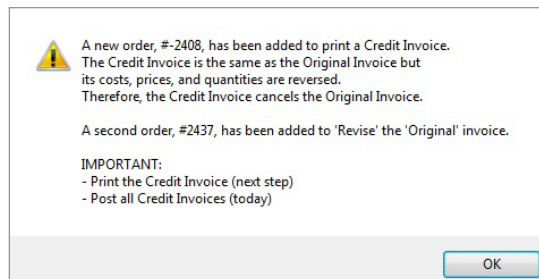 A new order, #-2408, has been added to print a Credit Invoice.
The Credit Invoice is the same as the Original Invoice but
its costs, prices, and quantities are reversed.
Therefore, the Credit Invoice cancels the Original Invoice.
A second order, #2437, has been added to 'Revise' the 'Original' invoice.
IMPORTANT:
- Print the Credit Invoice (next step)
- Post all Credit Invoices (today)
OK